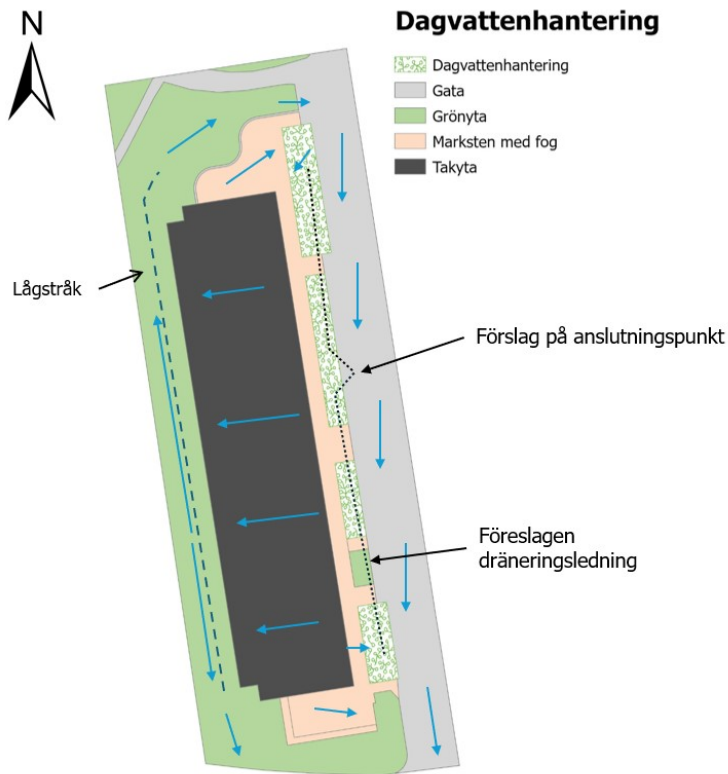 N
Dagvattenhantering
Dagvattenhantering
Gata
Grönyta
Marksten med fog
Takyta
Lågstråk
Förslag på anslutningspunkt
Föreslagen
dräneringsledning